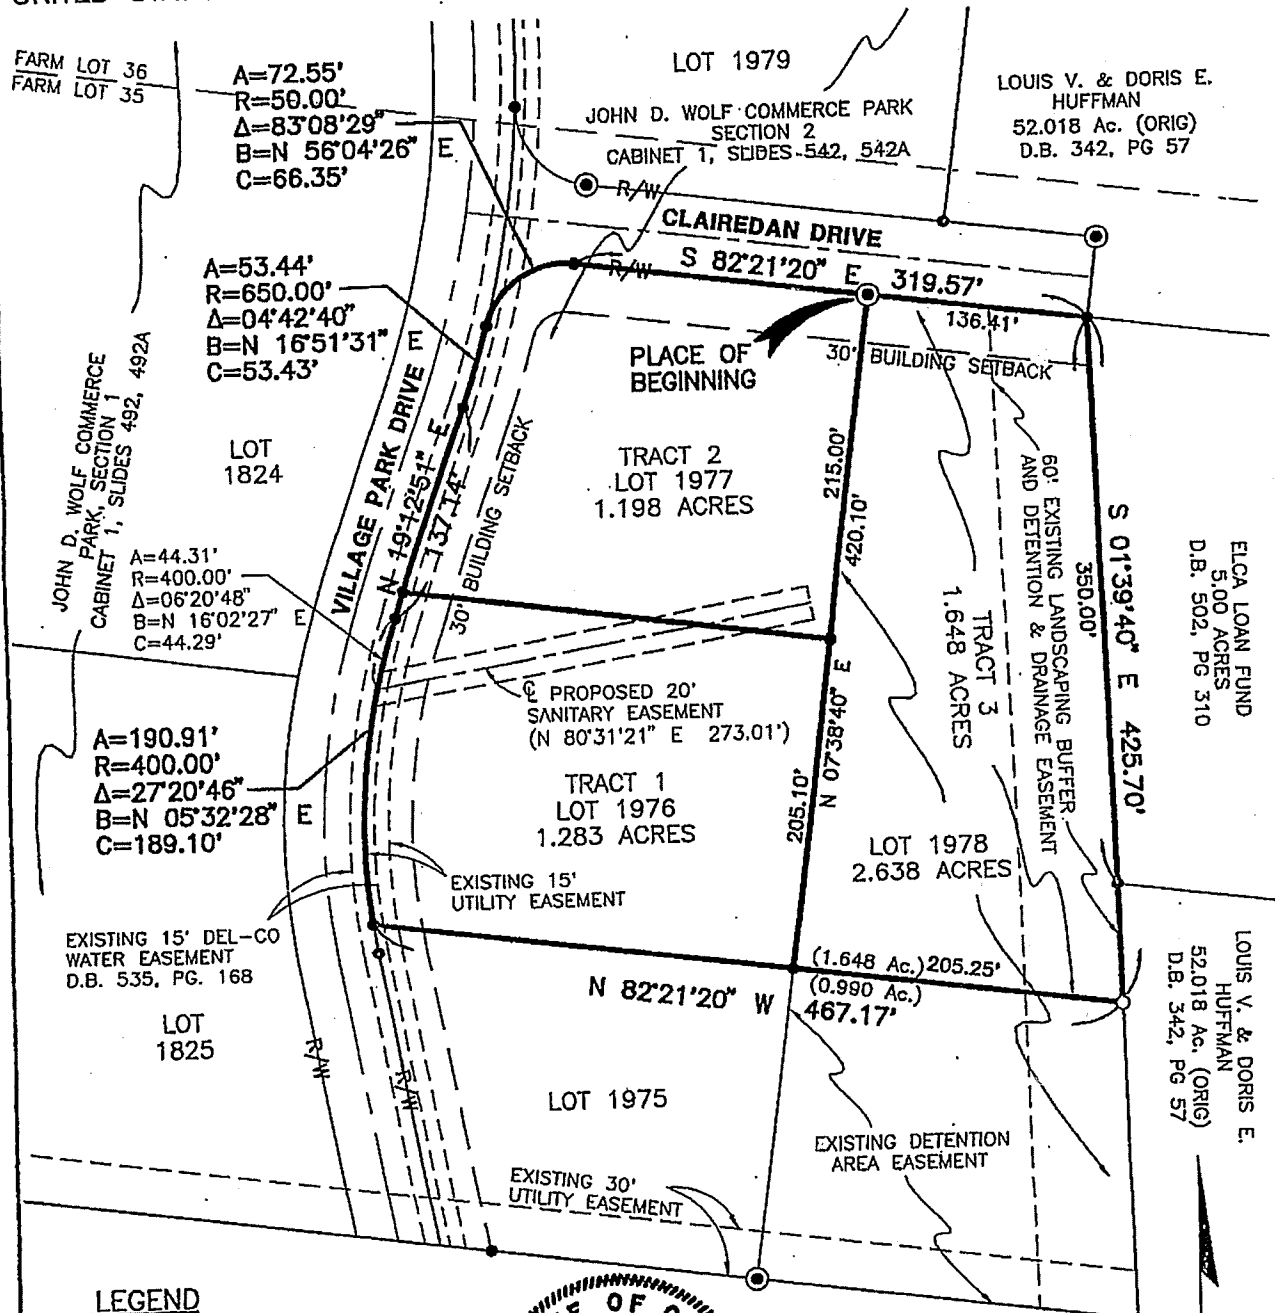 FARM LOT 36
FARM LOT 35
A=72.55'
R=50.00'
Δ=83°08'29"
B=N 56°04'26" E
C=66.35'
LOT 1979
JOHN D. WOLF COMMERCE PARK
SECTION 2
CABINET 1, SLIDES 542, 542A
LOUIS V. & DORIS E.
HUFFMAN
52.018 Ac. (ORIG)
D.B. 342, PG 57
R/W
CLAIREDAN DRIVE
R/W
S 82°21'20" E 319.57'
136.41'
A=53.44'
R=650.00'
Δ=04°42'40"
B=N 16°51'31" E
C=53.43'
PLACE OF
BEGINNING
30' BUILDING SETBACK
JOHN D. WOLF COMMERCE
PARK, SECTION 1
CABINET 1, SLIDES 492, 492A
LOT
1824
VILLAGE PARK DRIVE
N 19°12'51" E
137.14'
30' BUILDING SETBACK
TRACT 2
LOT 1977
1.198 ACRES
215.00'
420.10'
N 07°38'40" E
205.10'
TRACT 3
1.648 ACRES
60' EXISTING LANDSCAPING BUFFER
AND DETENTION & DRAINAGE EASEMENT
350.00'
S 01°39'40" E 425.70'
ELCA LOAN FUND
5.00 ACRES
D.B. 502, PG 310
A=44.31'
R=400.00'
Δ=06°20'48"
B=N 16°02'27" E
C=44.29'
℄ PROPOSED 20'
SANITARY EASEMENT
(N 80°31'21" E 273.01')
A=190.91'
R=400.00'
Δ=27°20'46"
B=N 05°32'28" E
C=189.10'
TRACT 1
LOT 1976
1.283 ACRES
LOT 1978
2.638 ACRES
EXISTING 15'
UTILITY EASEMENT
EXISTING 15' DEL-CO
WATER EASEMENT
D.B. 535, PG. 168
(1.648 Ac.) 205.25'
(0.990 Ac.)
N 82°21'20" W 467.17'
LOUIS V. & DORIS E.
HUFFMAN
52.018 Ac. (ORIG)
D.B. 342, PG 57
LOT
1825
R/W
R/W
LOT 1975
EXISTING DETENTION
AREA EASEMENT
EXISTING 30'
UTILITY EASEMENT
LEGEND
OF